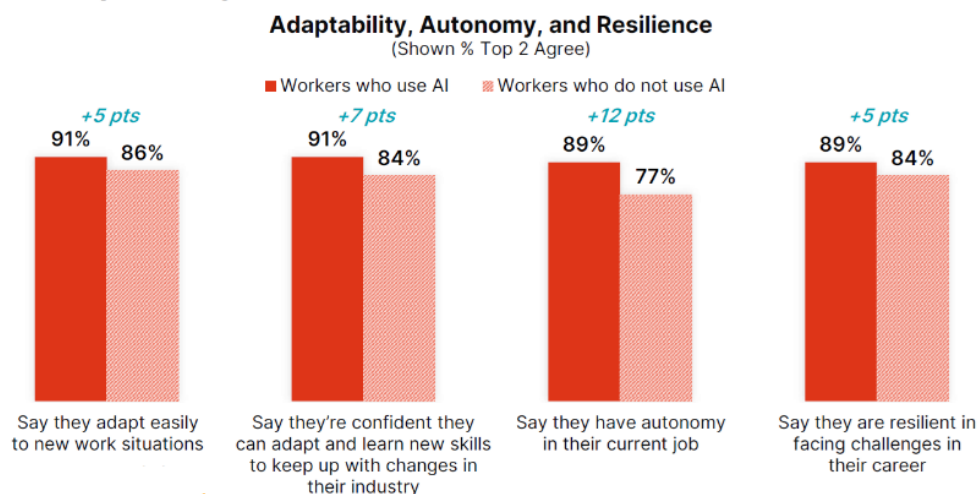 Adaptability, Autonomy, and Resilience
(Shown % Top 2 Agree)
Workers who use AI
Workers who do not use AI
+5 pts
91%
86%
Say they adapt easily
to new work situations
+7 pts
91%
84%
Say they're confident they
can adapt and learn new skills
to keep up with changes in
their industry
+12 pts
89%
77%
Say they have autonomy
in their current job
+5 pts
89%
84%
Say they are resilient in
facing challenges in
their career